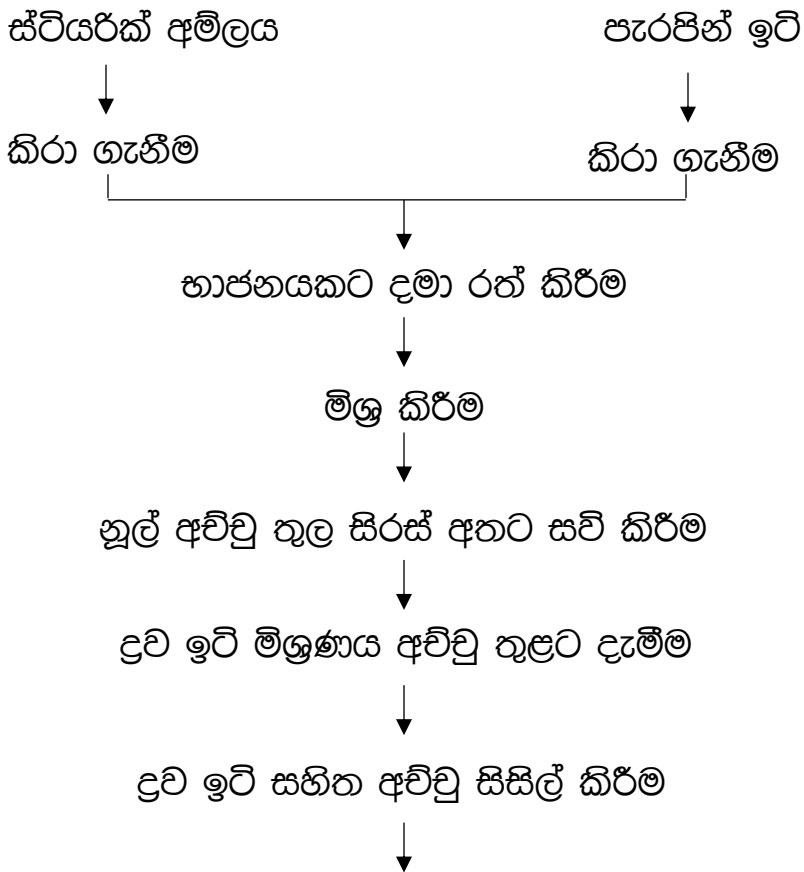 ස්ටියරික් අම්ලය
පැරපින් ඉටි
කිරා ගැනීම
කිරා ගැනීම
භාජනයකට දමා රත් කිරීම
මිශ්‍ර කිරීම
නූල් අච්චු තුල සිරස් අතට සවි කිරීම
ද්‍රව ඉටි මිශ්‍රණය අච්චු තුළට දැමීම
ද්‍රව ඉටි සහිත අච්චු සිසිල් කිරීම